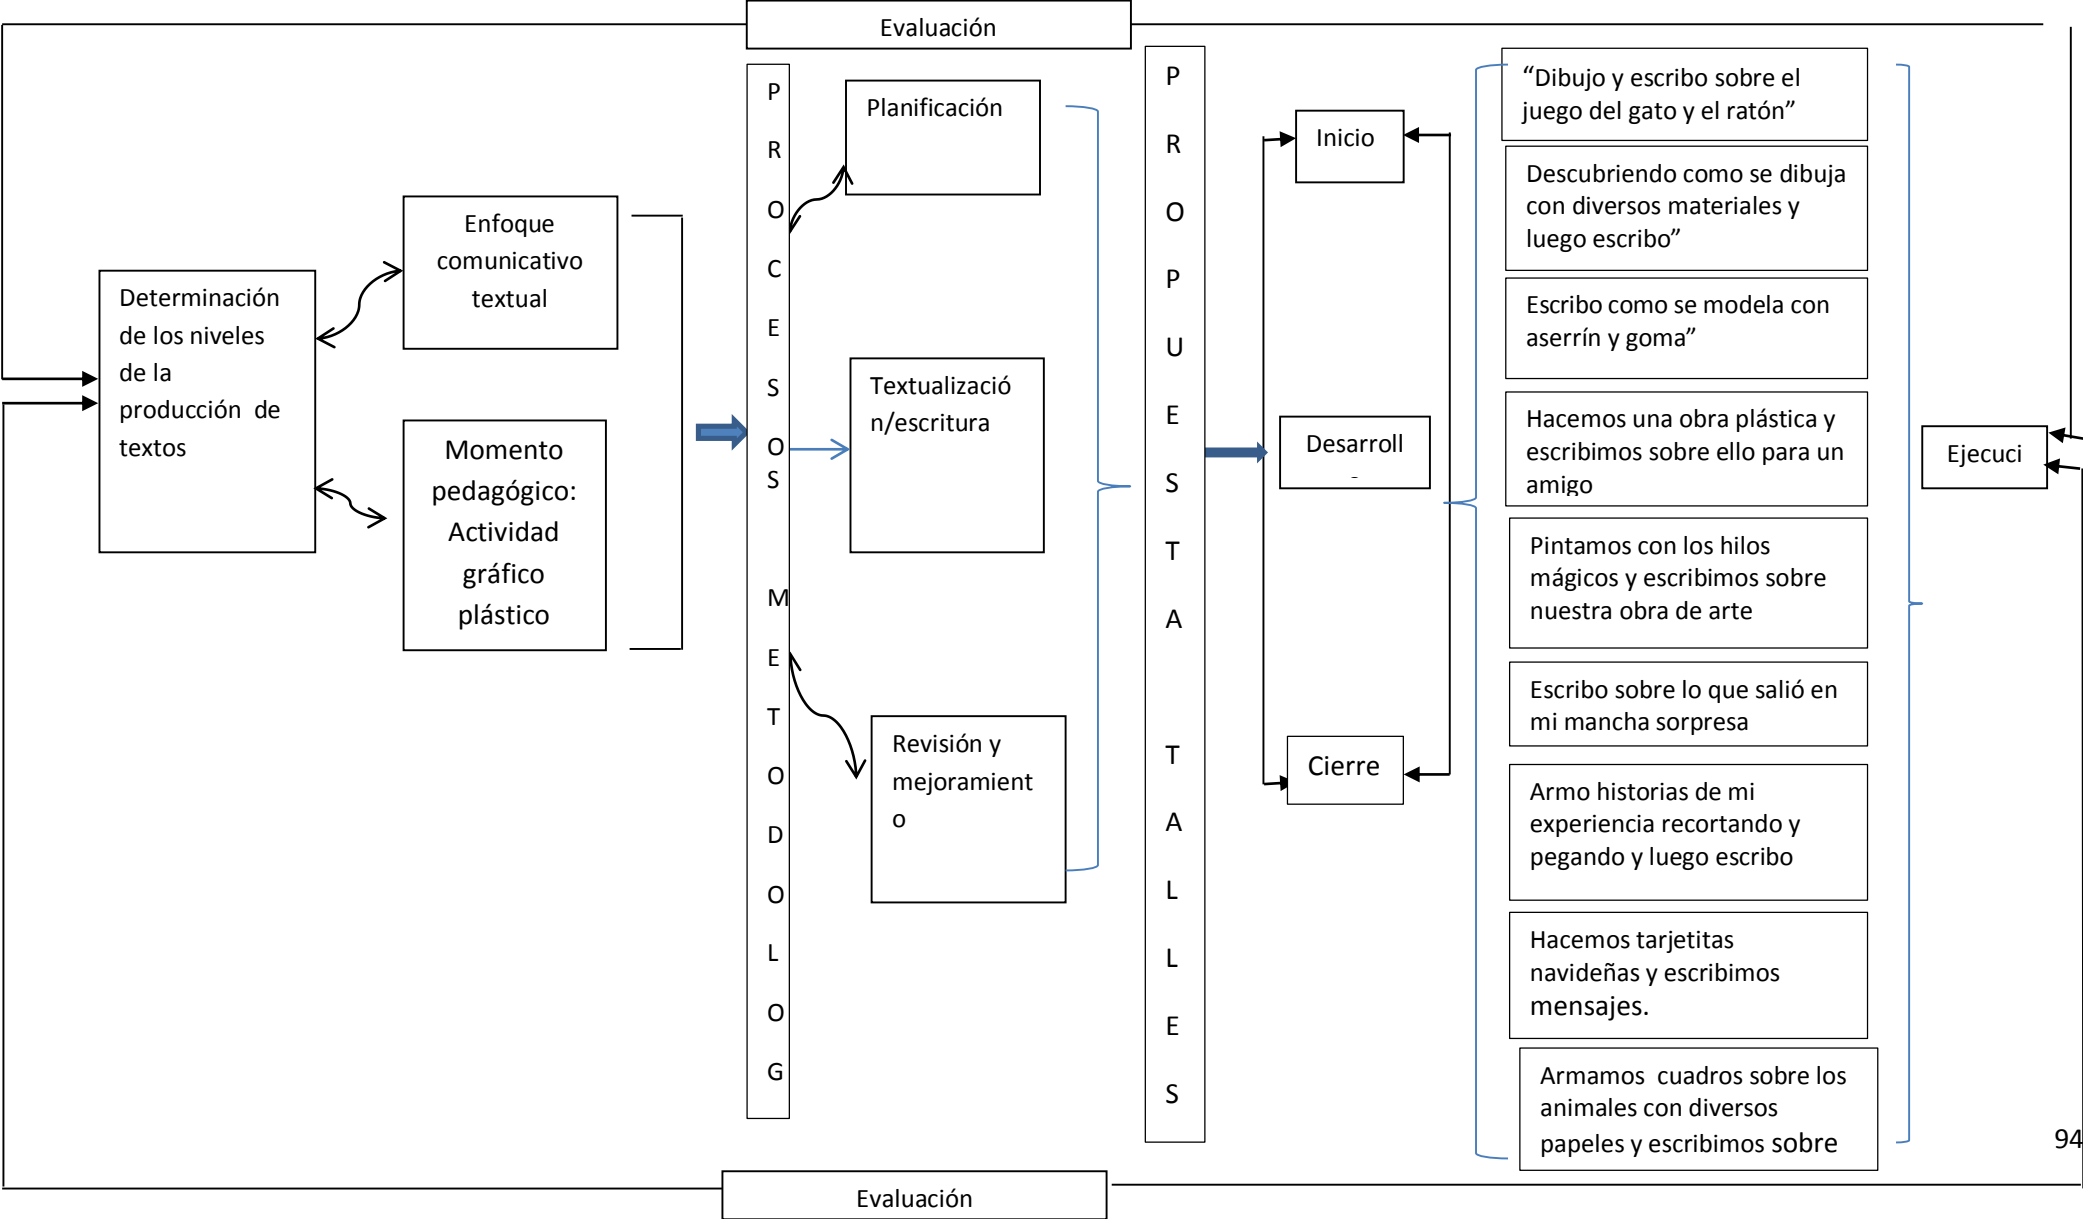 Evaluación
Determinación
de los niveles
de la
producción de
textos
Enfoque
comunicativo
textual
Momento
pedagógico:
Actividad
gráfico
plástico
P
R
O
C
E
S
O
S
M
E
T
O
D
O
L
O
G
Planificación
Textualizació
n/escritura
Revisión y
mejoramient
o
P
R
O
P
U
E
S
T
A
T
A
L
L
E
S
Inicio
Desarroll
Cierre
“Dibujo y escribo sobre el
juego del gato y el ratón”
Descubriendo como se dibuja
con diversos materiales y
luego escribo”
Escribo como se modela con
aserrín y goma”
Hacemos una obra plástica y
escribimos sobre ello para un
amigo
Pintamos con los hilos
mágicos y escribimos sobre
nuestra obra de arte
Escribo sobre lo que salió en
mi mancha sorpresa
Armo historias de mi
experiencia recortando y
pegando y luego escribo
Hacemos tarjetitas
navideñas y escribimos
mensajes.
Armamos cuadros sobre los
animales con diversos
papeles y escribimos sobre
Ejecuci
94
Evaluación